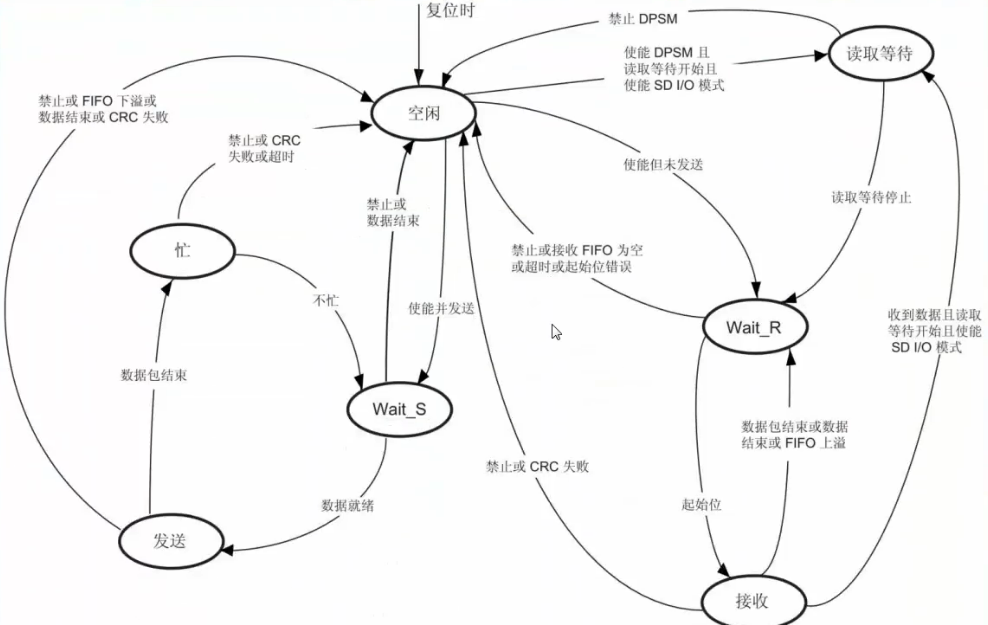 复位时
禁止 DPSM
使能 DPSM 且
读取等待开始且
使能 SD I/O 模式
读取等待
禁止或 FIFO 下溢或
数据结束或 CRC 失败
空闲
禁止或 CRC
失败或超时
使能但未发送
禁止或
数据结束
读取等待停止
忙
禁止或接收 FIFO 为空
或超时或起始位错误
不忙
使能并发送
收到数据且读取
等待开始且使能
SD I/O 模式
Wait_R
数据包结束
Wait_S
数据包结束或数据
结束或 FIFO 上溢
禁止或 CRC 失败
数据就绪
起始位
发送
接收